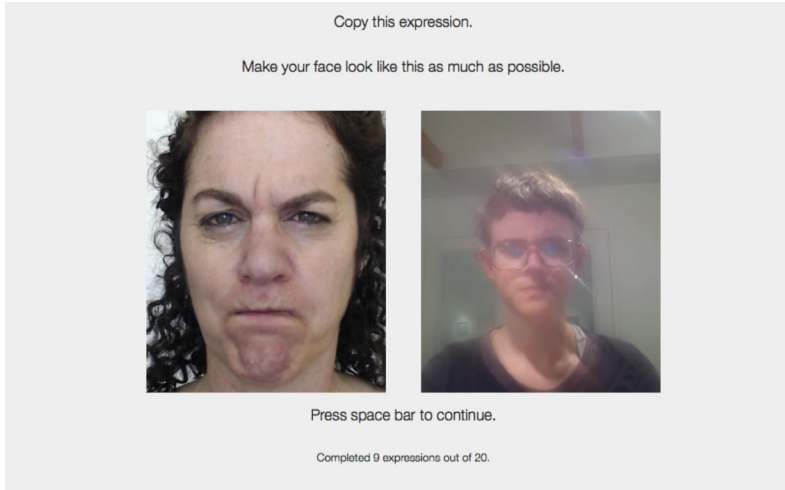 Copy this expression.
Make your face look like this as much as possible.
Press space bar to continue.
Completed 9 expressions out of 20.